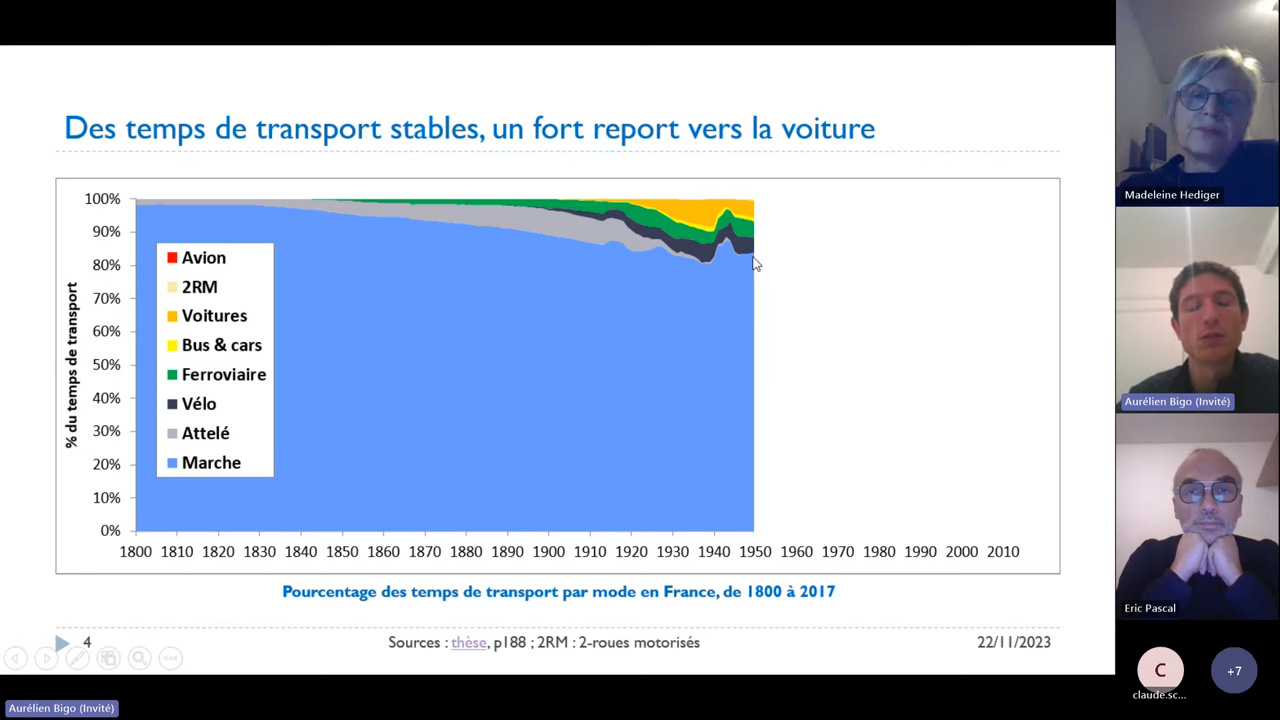 Des temps de transport stables, un fort report vers la voiture
% du temps de transport
100%
90%
80%
70%
60%
50%
40%
30%
20%
10%
0%
Avion
2RM
Voitures
Bus & cars
Ferroviaire
Vélo
Attelé
Marche
1800 1810 1820 1830 1840 1850 1860 1870 1880 1890 1900 1910 1920 1930 1940 1950 1960 1970 1980 1990 2000 2010
Pourcentage des temps de transport par mode en France, de 1800 à 2017
4
Sources : thèse, p188 ; 2RM : 2-roues motorisés
22/11/2023
Aurélien Bigo (Invité)
Madeleine Hediger
Aurélien Bigo (Invité)
Eric Pascal
C
claude.sc...
+7